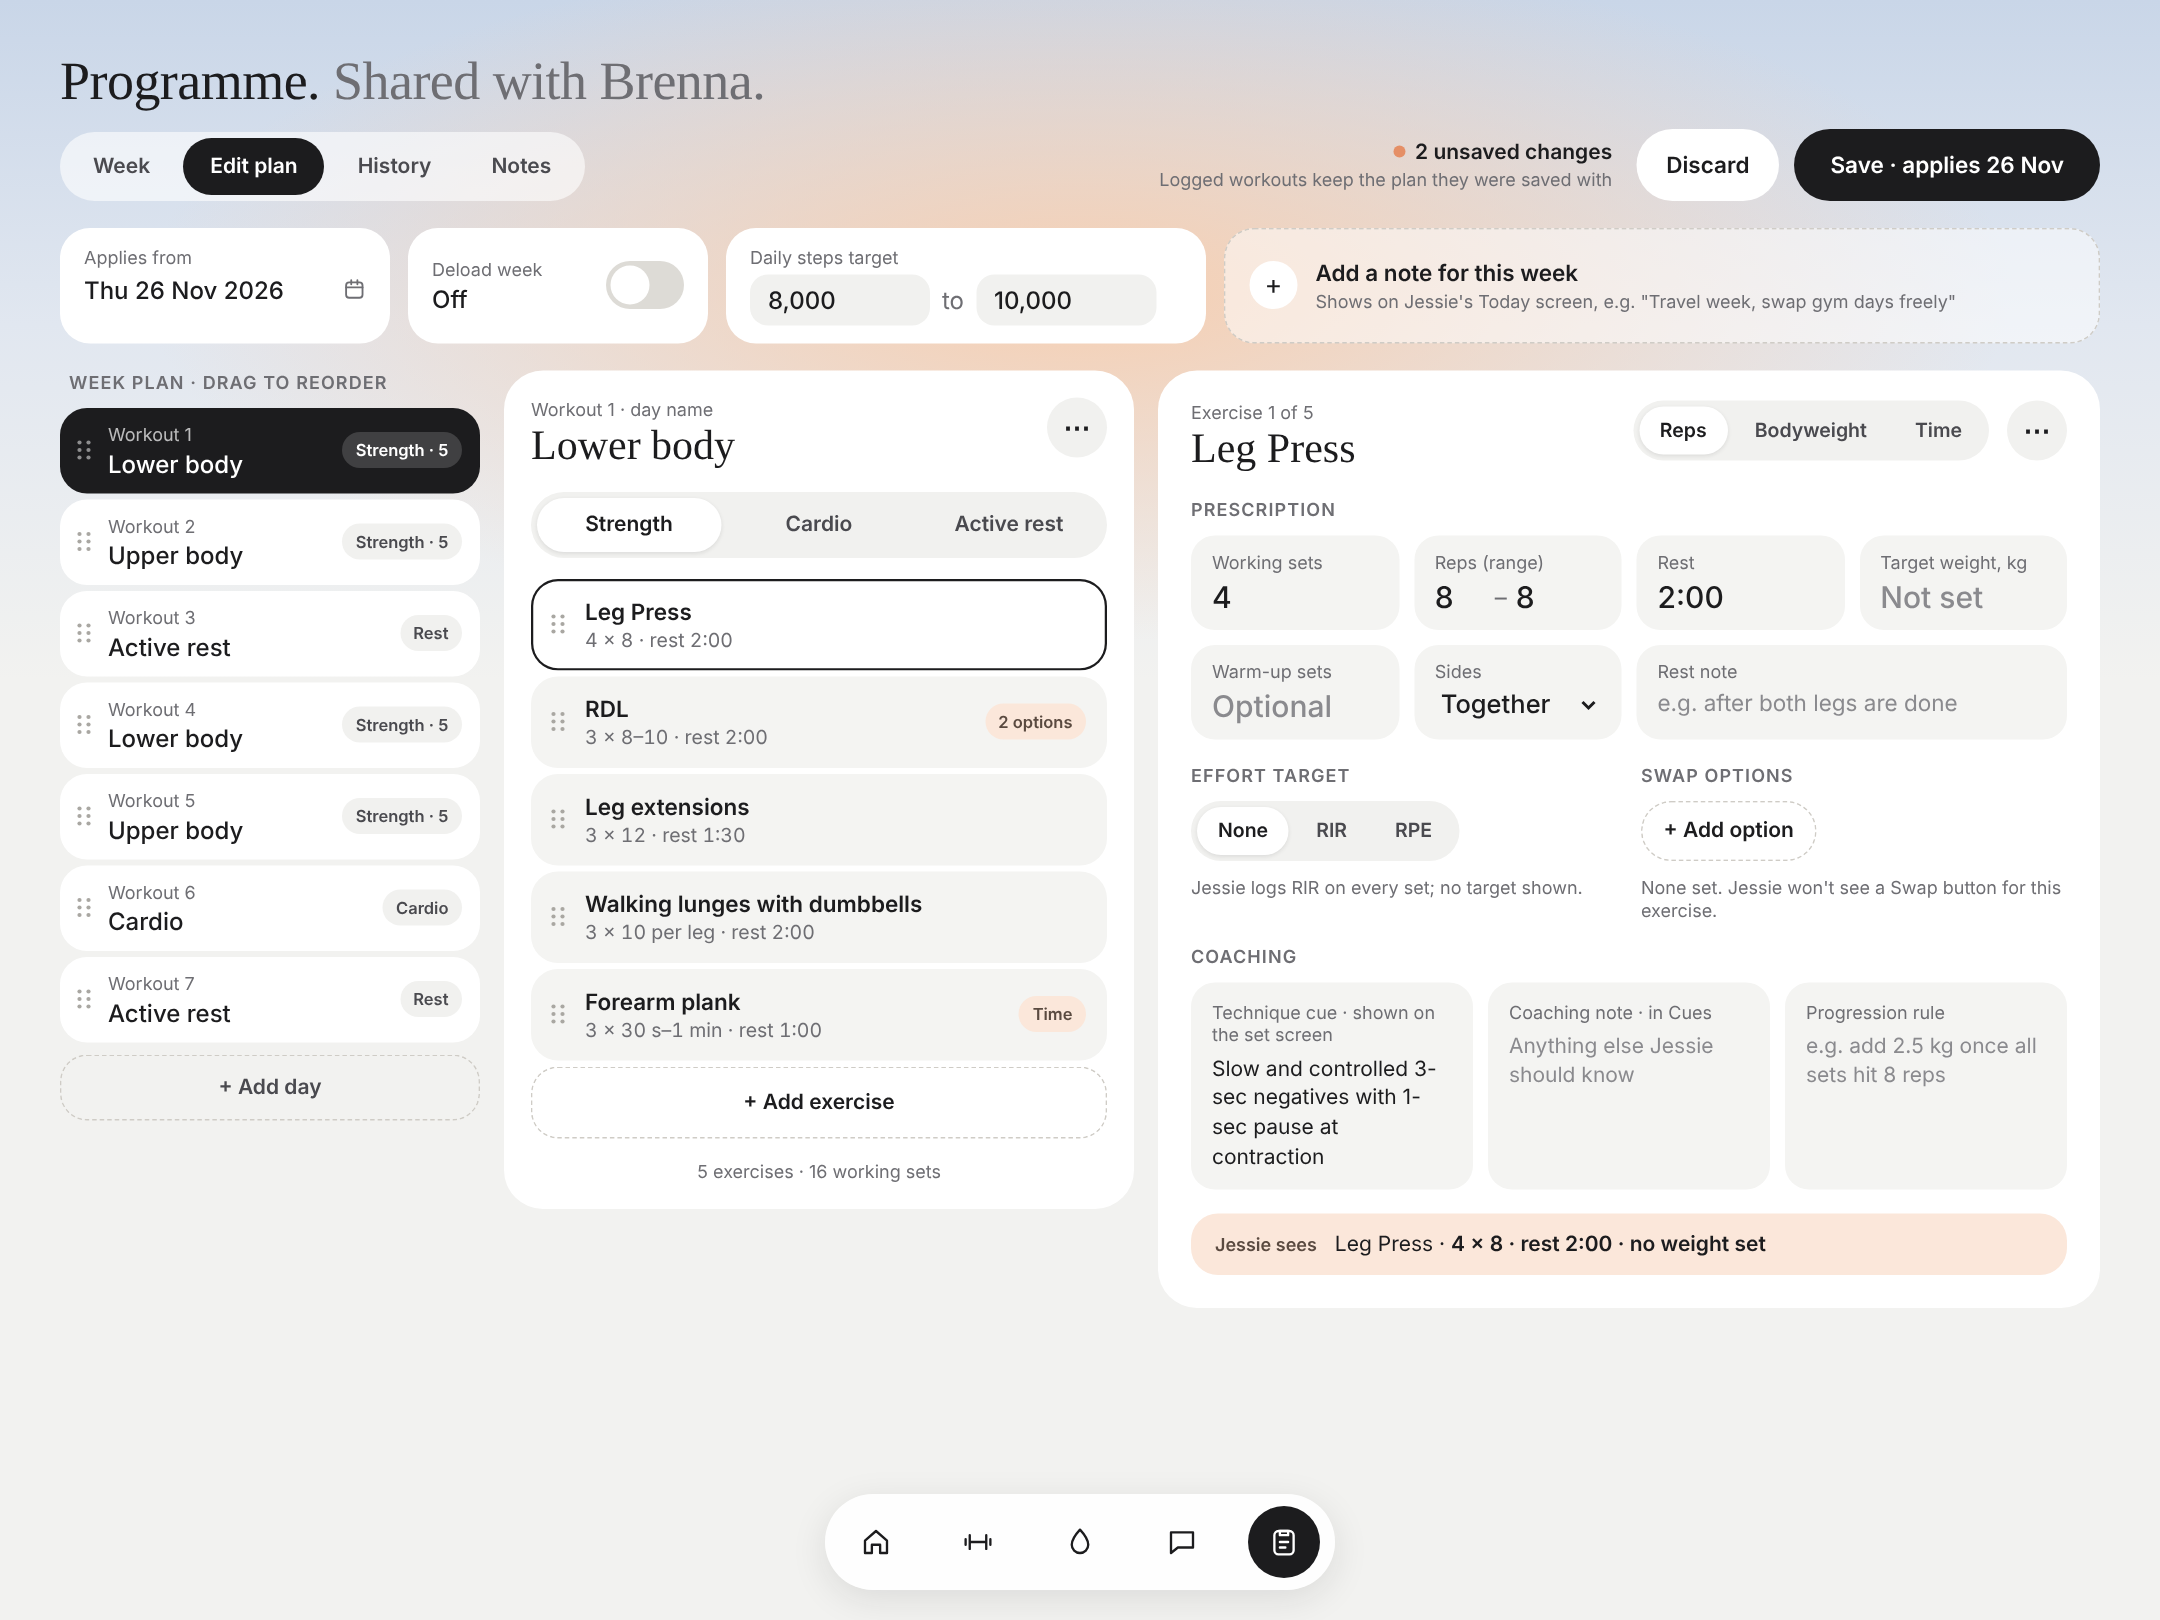 Programme. Shared with Brenna.
Week
Edit plan
History
Notes
2 unsaved changes
Logged workouts keep the plan they were saved with
Discard
Save · applies 26 Nov
Applies from
Thu 26 Nov 2026
Deload week
Off
Daily steps target
8,000 to 10,000
+
Add a note for this week
Shows on Jessie's Today screen, e.g. "Travel week, swap gym days freely"
WEEK PLAN · DRAG TO REORDER
Workout 1
Lower body
Strength · 5
Workout 2
Upper body
Strength · 5
Workout 3
Active rest
Rest
Workout 4
Lower body
Strength · 5
Workout 5
Upper body
Strength · 5
Workout 6
Cardio
Cardio
Workout 7
Active rest
Rest
+ Add day
Workout 1 · day name
Lower body
...
Strength
Cardio
Active rest
Leg Press
4 × 8 · rest 2:00
RDL
3 × 8–10 · rest 2:00
2 options
Leg extensions
3 × 12 · rest 1:30
Walking lunges with dumbbells
3 × 10 per leg · rest 2:00
Forearm plank
3 × 30 s–1 min · rest 1:00
Time
+ Add exercise
5 exercises · 16 working sets
Exercise 1 of 5
Leg Press
Reps
Bodyweight
Time
...
PRESCRIPTION
Working sets
4
Reps (range)
8 – 8
Rest
2:00
Target weight, kg
Not set
Warm-up sets
Optional
Sides
Together
Rest note
e.g. after both legs are done
EFFORT TARGET
None
RIR
RPE
Jessie logs RIR on every set; no target shown.
SWAP OPTIONS
+ Add option
None set. Jessie won't see a Swap button for this
exercise.
COACHING
Technique cue · shown on
the set screen
Slow and controlled 3-
sec negatives with 1-
sec pause at
contraction
Coaching note · in Cues
Anything else Jessie
should know
Progression rule
e.g. add 2.5 kg once all
sets hit 8 reps
Jessie sees Leg Press · 4 × 8 · rest 2:00 · no weight set